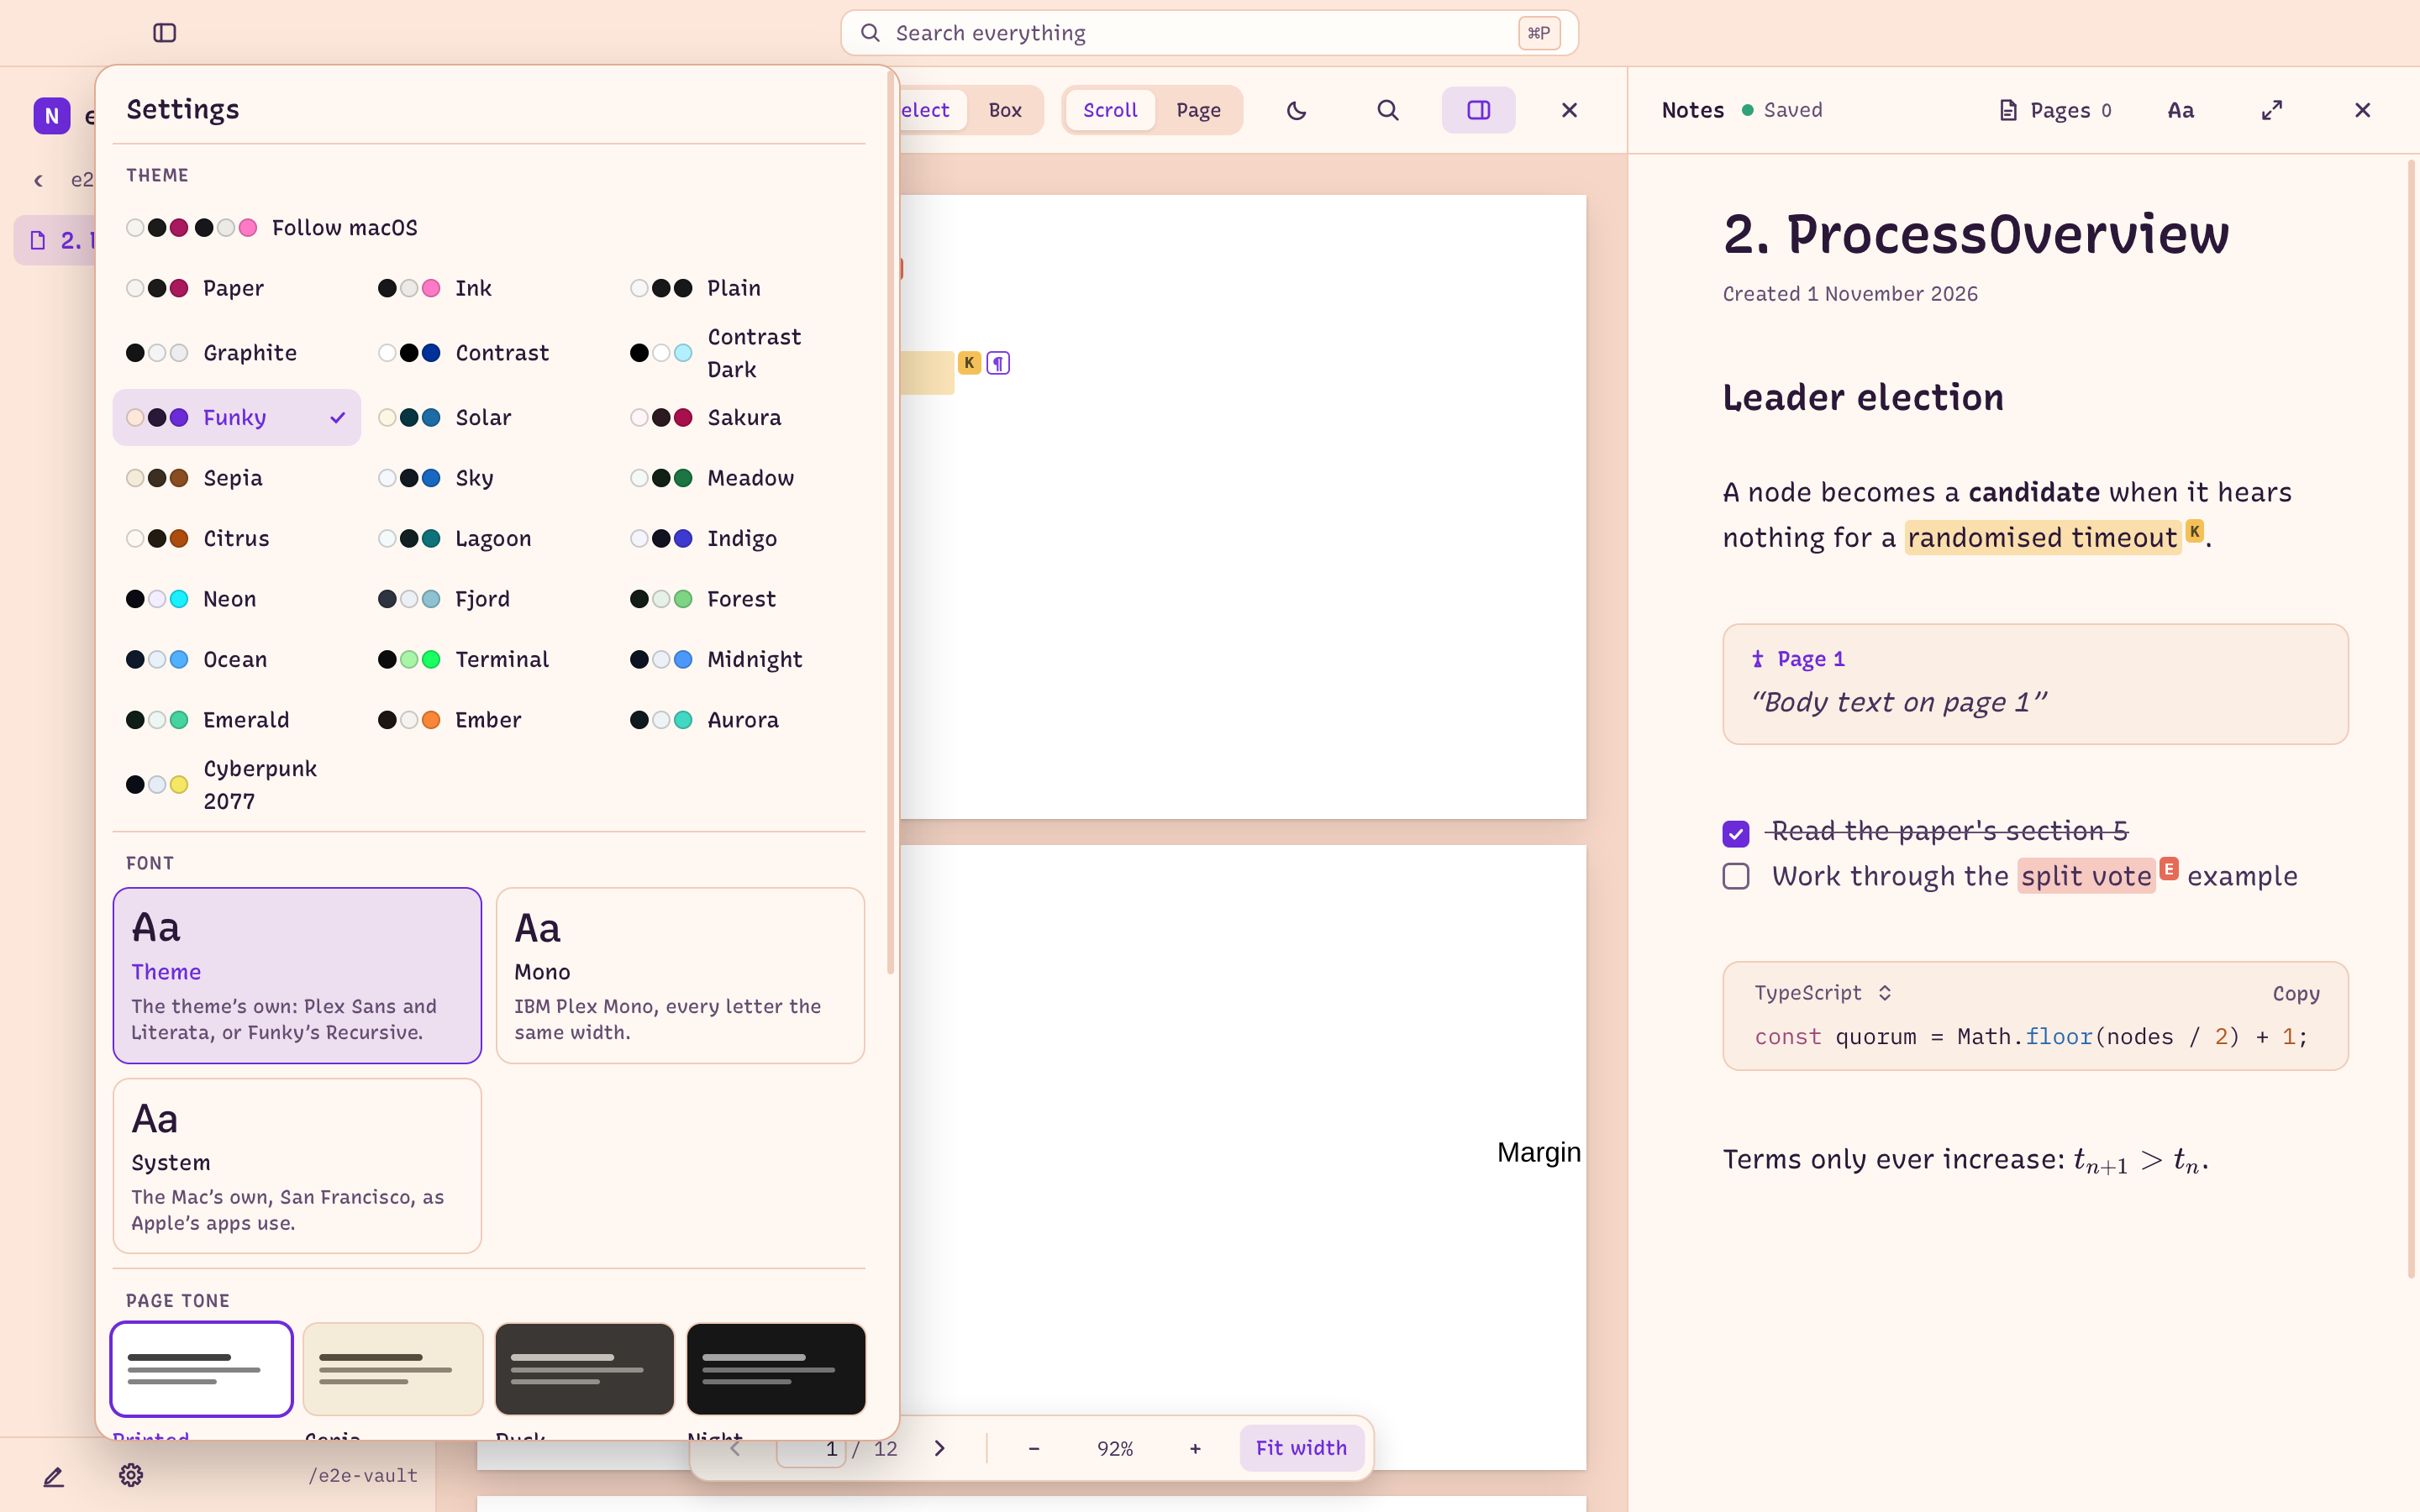 Search everything
⌘P
N
Settings
THEME
Follow macOS
Paper
Ink
Plain
Graphite
Contrast
Contrast
Dark
Funky
Solar
Sakura
Sepia
Sky
Meadow
Citrus
Lagoon
Indigo
Neon
Fjord
Forest
Ocean
Terminal
Midnight
Emerald
Ember
Aurora
Cyberpunk
2077
FONT
Aa
Theme
The theme’s own: Plex Sans and
Literata, or Funky’s Recursive.
Aa
Mono
IBM Plex Mono, every letter the
same width.
Aa
System
The Mac’s own, San Francisco, as
Apple’s apps use.
PAGE TONE
/e2e-vault
elect
Box
Scroll
Page
K
¶
Margin
1 / 12
− 92% +
Fit width
Notes
Saved
Pages 0
Aa
2. ProcessOverview
Created 1 November 2026
Leader election
A node becomes a candidate when it hears
nothing for a randomised timeout K.
Page 1
“Body text on page 1”
Read the paper's section 5
Work through the split vote E example
TypeScript
Copy
const quorum = Math.floor(nodes / 2) + 1;
Terms only ever increase: tₙ₊₁ > tₙ.